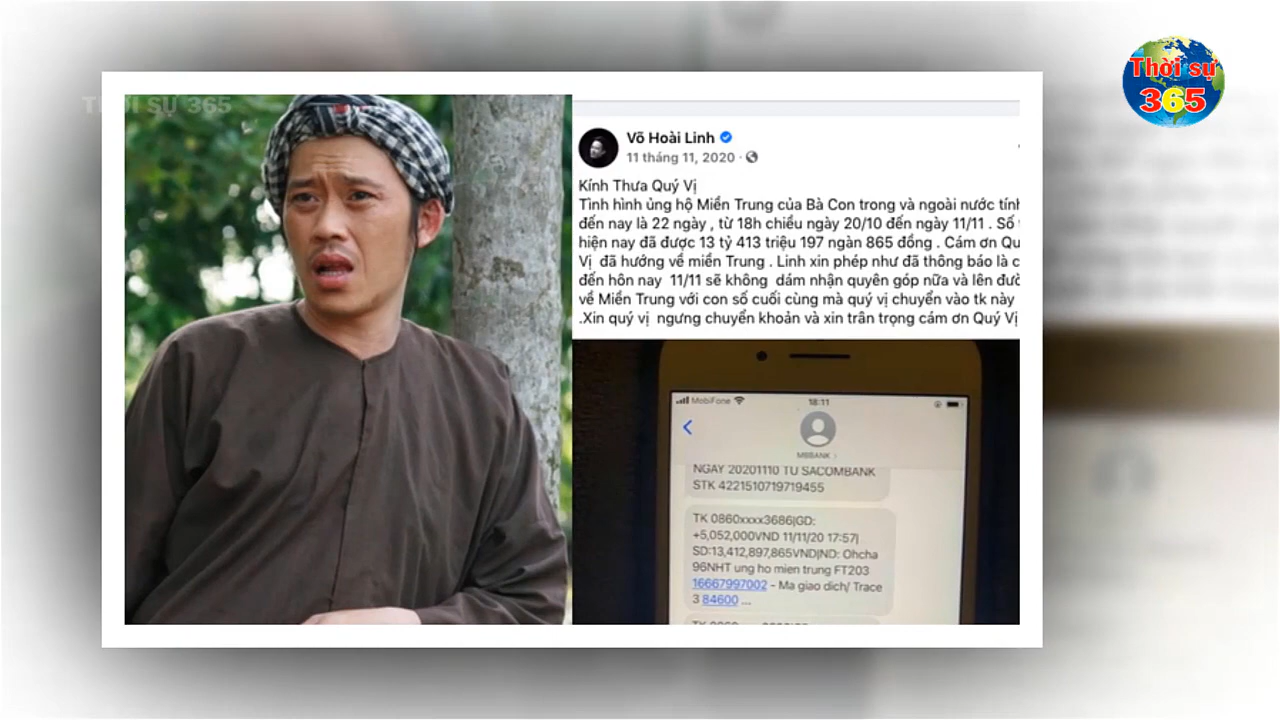 Thời sự
365
THỜI SỰ 365
Võ Hoài Linh
11 tháng 11, 2020 ·
Kính Thưa Quý Vị
Tình hình ủng hộ Miền Trung của Bà Con trong và ngoài nước tính
đến nay là 22 ngày , từ 18h chiều ngày 20/10 đến ngày 11/11 . Số
hiện nay đã được 13 tỷ 413 triệu 197 ngàn 865 đồng . Cám ơn Qu
Vị đã hướng về miền Trung . Linh xin phép như đã thông báo là c
đến hôn nay 11/11 sẽ không dám nhận quyên góp nữa và lên đườ
về Miền Trung với con số cuối cùng mà quý vị chuyển vào tk này
.Xin quý vị ngưng chuyển khoản và xin trân trọng cám ơn Quý Vị
MobiFone
18:11
MBBANK >
NGAY 20201110 TU SACOMBANK
STK 4221510719719455
TK 0860xxxx3686|GD:
+5,052,000VND 11/11/20 17:57|
SD:13,412,897,865VND|ND: Ohcha
96NHT ung ho mien trung FT203
16667997002 - Ma giao dich/ Trace
3 84600 ...